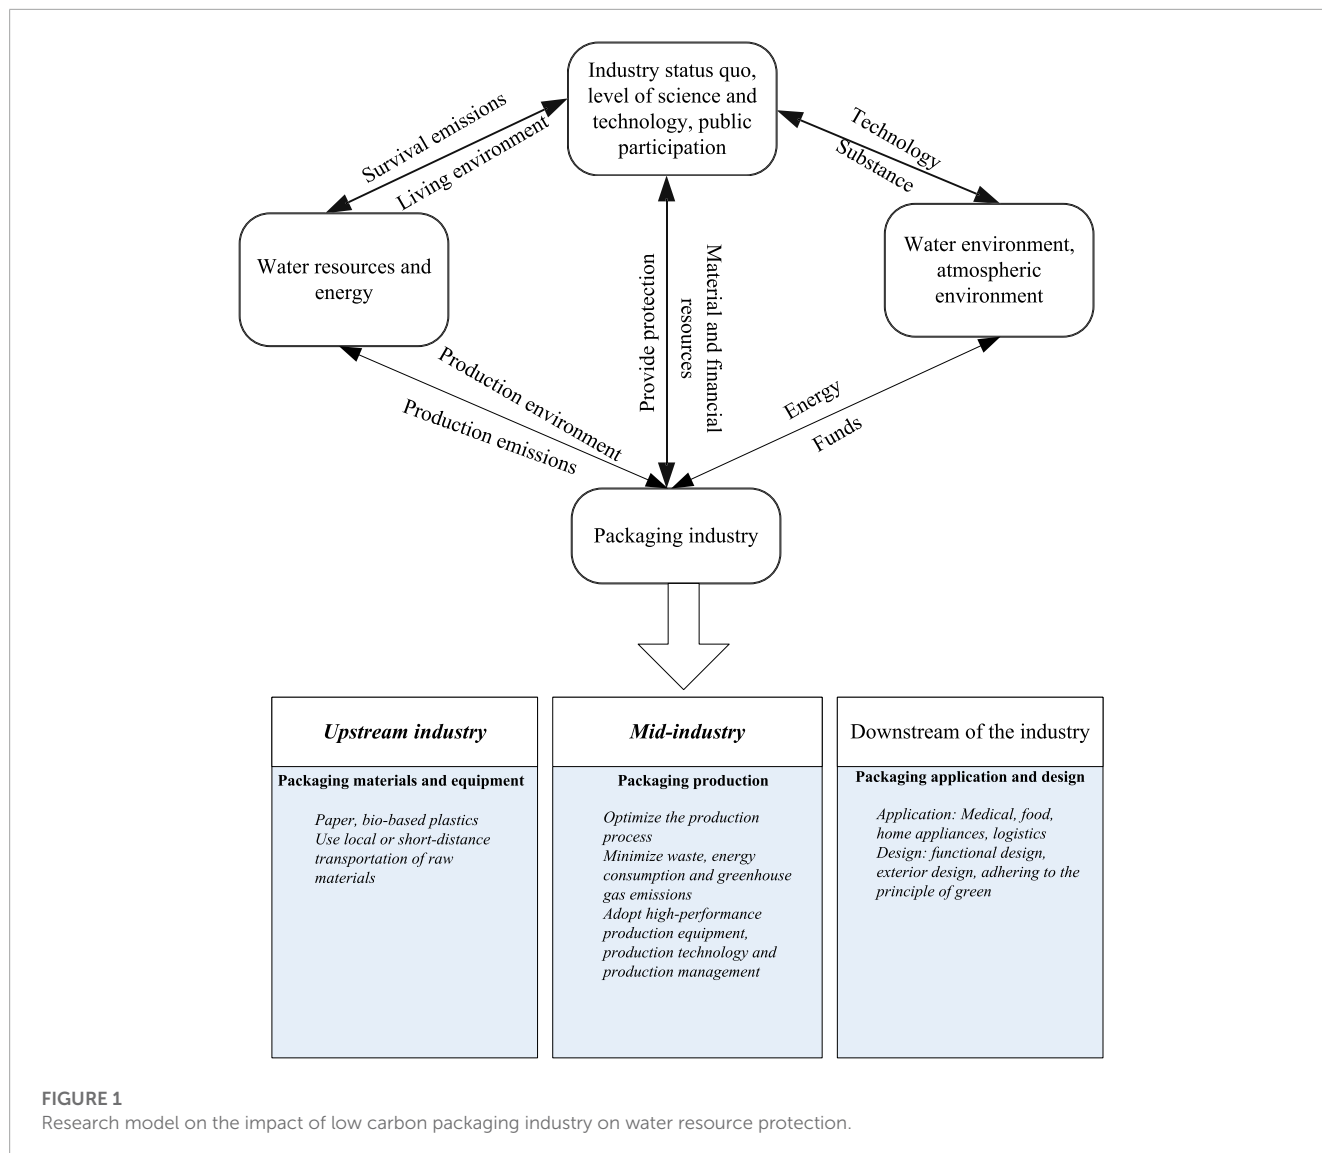 Industry status quo,
level of science and
technology, public
participation
Survival emissions
Living environment
Technology
Substance
Water resources and
energy
Water environment,
atmospheric
environment
Provide protection
Material and financial
resources
Production environment
Production emissions
Energy
Funds
Packaging industry
Upstream industry
Packaging materials and equipment
Paper, bio-based plastics
Use local or short-distance
transportation of raw
materials
Mid-industry
Packaging production
Optimize the production
process
Minimize waste, energy
consumption and greenhouse
gas emissions
Adopt high-performance
production equipment,
production technology and
production management
Downstream of the industry
Packaging application and design
Application: Medical, food,
home appliances, logistics
Design: functional design,
exterior design, adhering to the
principle of green
FIGURE 1
Research model on the impact of low carbon packaging industry on water resource protection.